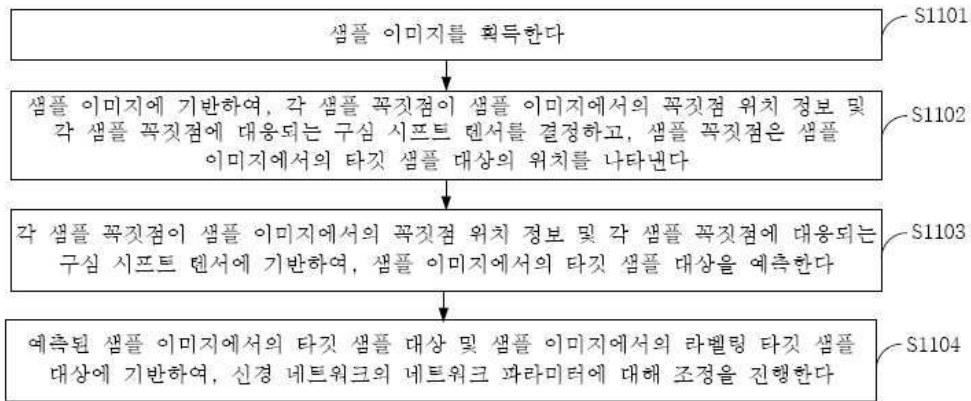 샘플 이미지를 획득한다
S1101
샘플 이미지에 기반하여, 각 샘플 꼭짓점이 샘플 이미지에서의 꼭짓점 위치 정보 및
각 샘플 꼭짓점에 대응되는 구심 시프트 텐서를 결정하고, 샘플 꼭짓점은 샘플
이미지에서의 타깃 샘플 대상의 위치를 나타낸다
S1102
각 샘플 꼭짓점이 샘플 이미지에서의 꼭짓점 위치 정보 및 각 샘플 꼭짓점에 대응되는
구심 시프트 텐서에 기반하여, 샘플 이미지에서의 타깃 샘플 대상을 예측한다
S1103
예측된 샘플 이미지에서의 타깃 샘플 대상 및 샘플 이미지에서의 라벨링 타깃 샘플
대상에 기반하여, 신경 네트워크의 네트워크 파라미터에 대해 조정을 진행한다
S1104